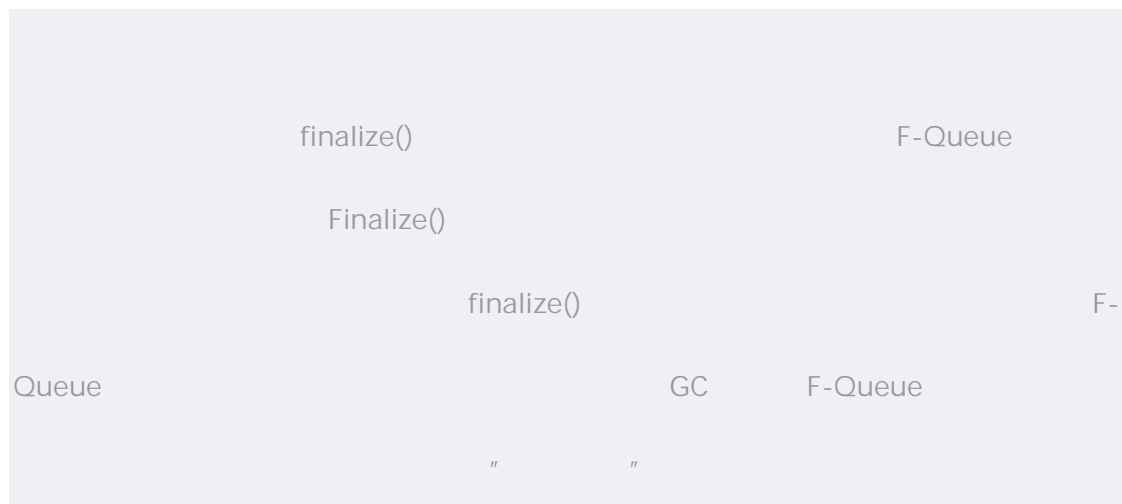 finalize() F-Queue
Finalize()
finalize() F-
Queue GC F-Queue
" "